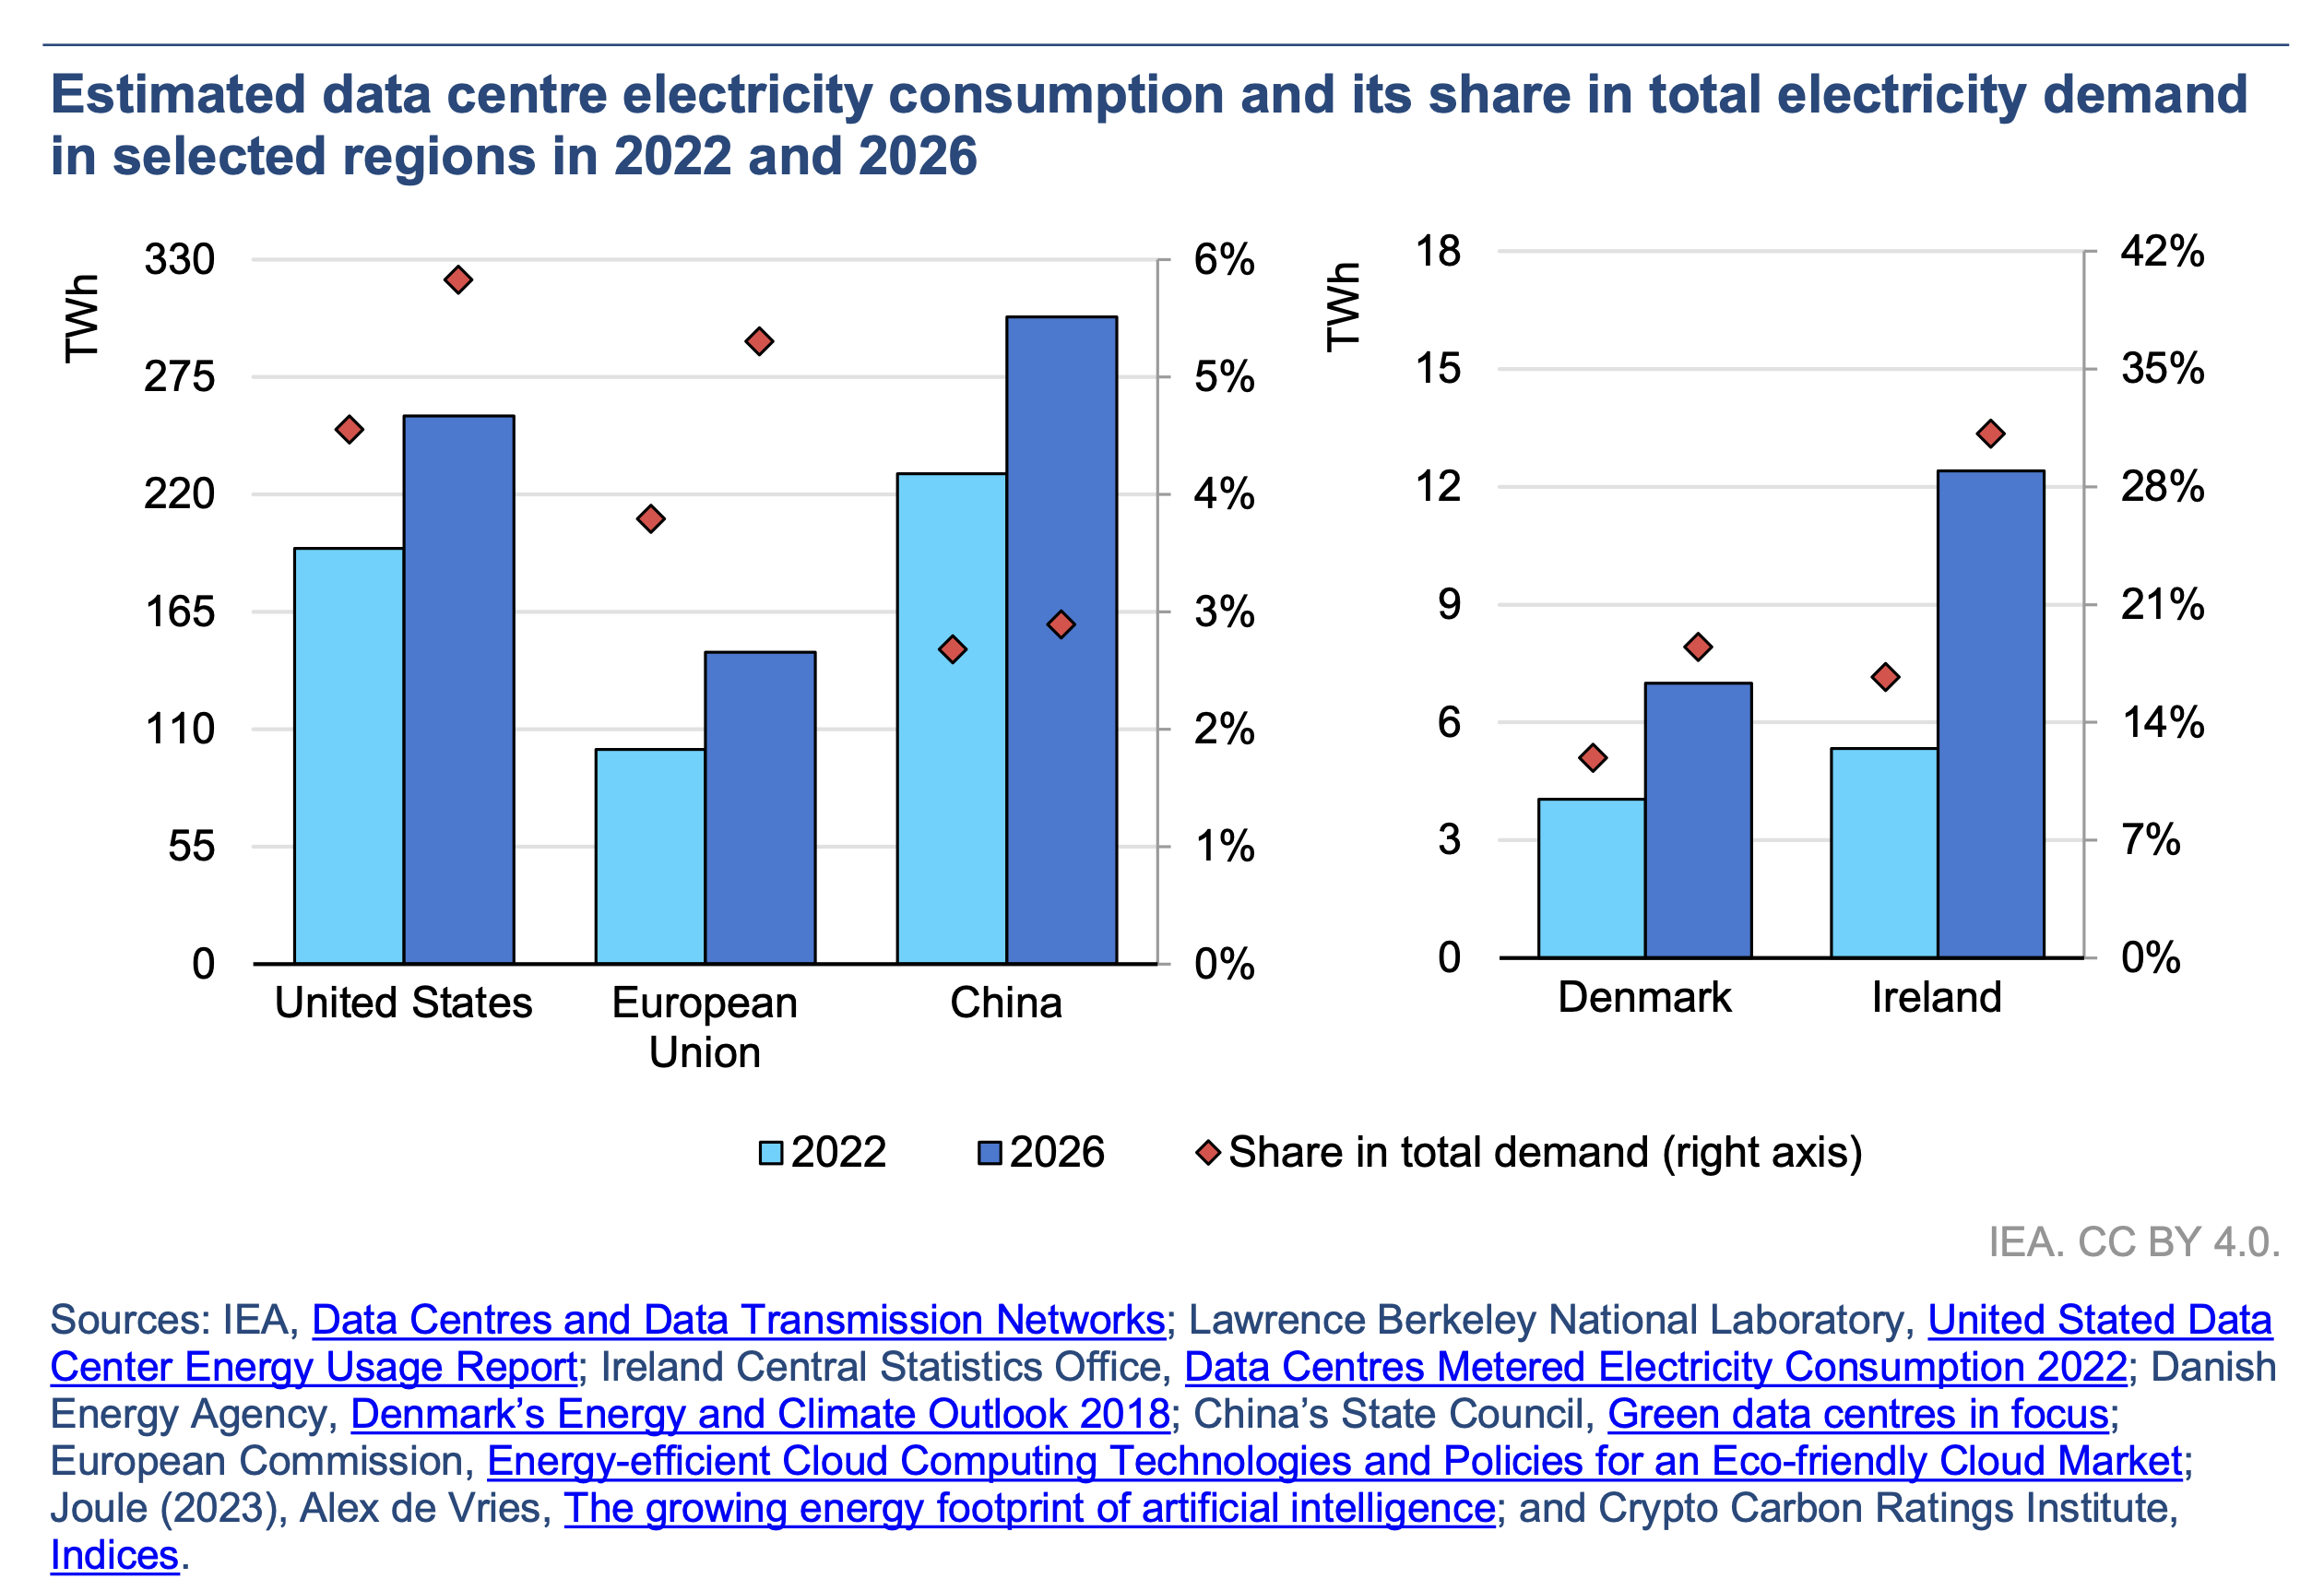 Estimated data centre electricity consumption and its share in total electricity demand
in selected regions in 2022 and 2026
TWh
330
275
220
165
110
55
0
6%
5%
4%
3%
2%
1%
0%
United States
European
Union
China
TWh
18
15
12
9
6
3
0
42%
35%
28%
21%
14%
7%
0%
Denmark
Ireland
2022
2026
Share in total demand (right axis)
IEA. CC BY 4.0.
Sources: IEA, Data Centres and Data Transmission Networks; Lawrence Berkeley National Laboratory, United Stated Data
Center Energy Usage Report; Ireland Central Statistics Office, Data Centres Metered Electricity Consumption 2022; Danish
Energy Agency, Denmark’s Energy and Climate Outlook 2018; China’s State Council, Green data centres in focus;
European Commission, Energy-efficient Cloud Computing Technologies and Policies for an Eco-friendly Cloud Market;
Joule (2023), Alex de Vries, The growing energy footprint of artificial intelligence; and Crypto Carbon Ratings Institute,
Indices.